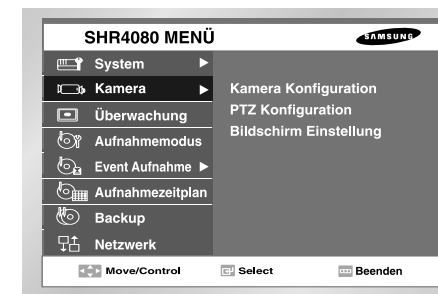 SHR4080 MENÜ
SAMSUNG
System
Kamera
Überwachung
Aufnahmemodus
Event Aufnahme
Aufnahmezeitplan
Backup
Netzwerk
Kamera Konfiguration
PTZ Konfiguration
Bildschirm Einstellung
Move/Control
Select
Beenden